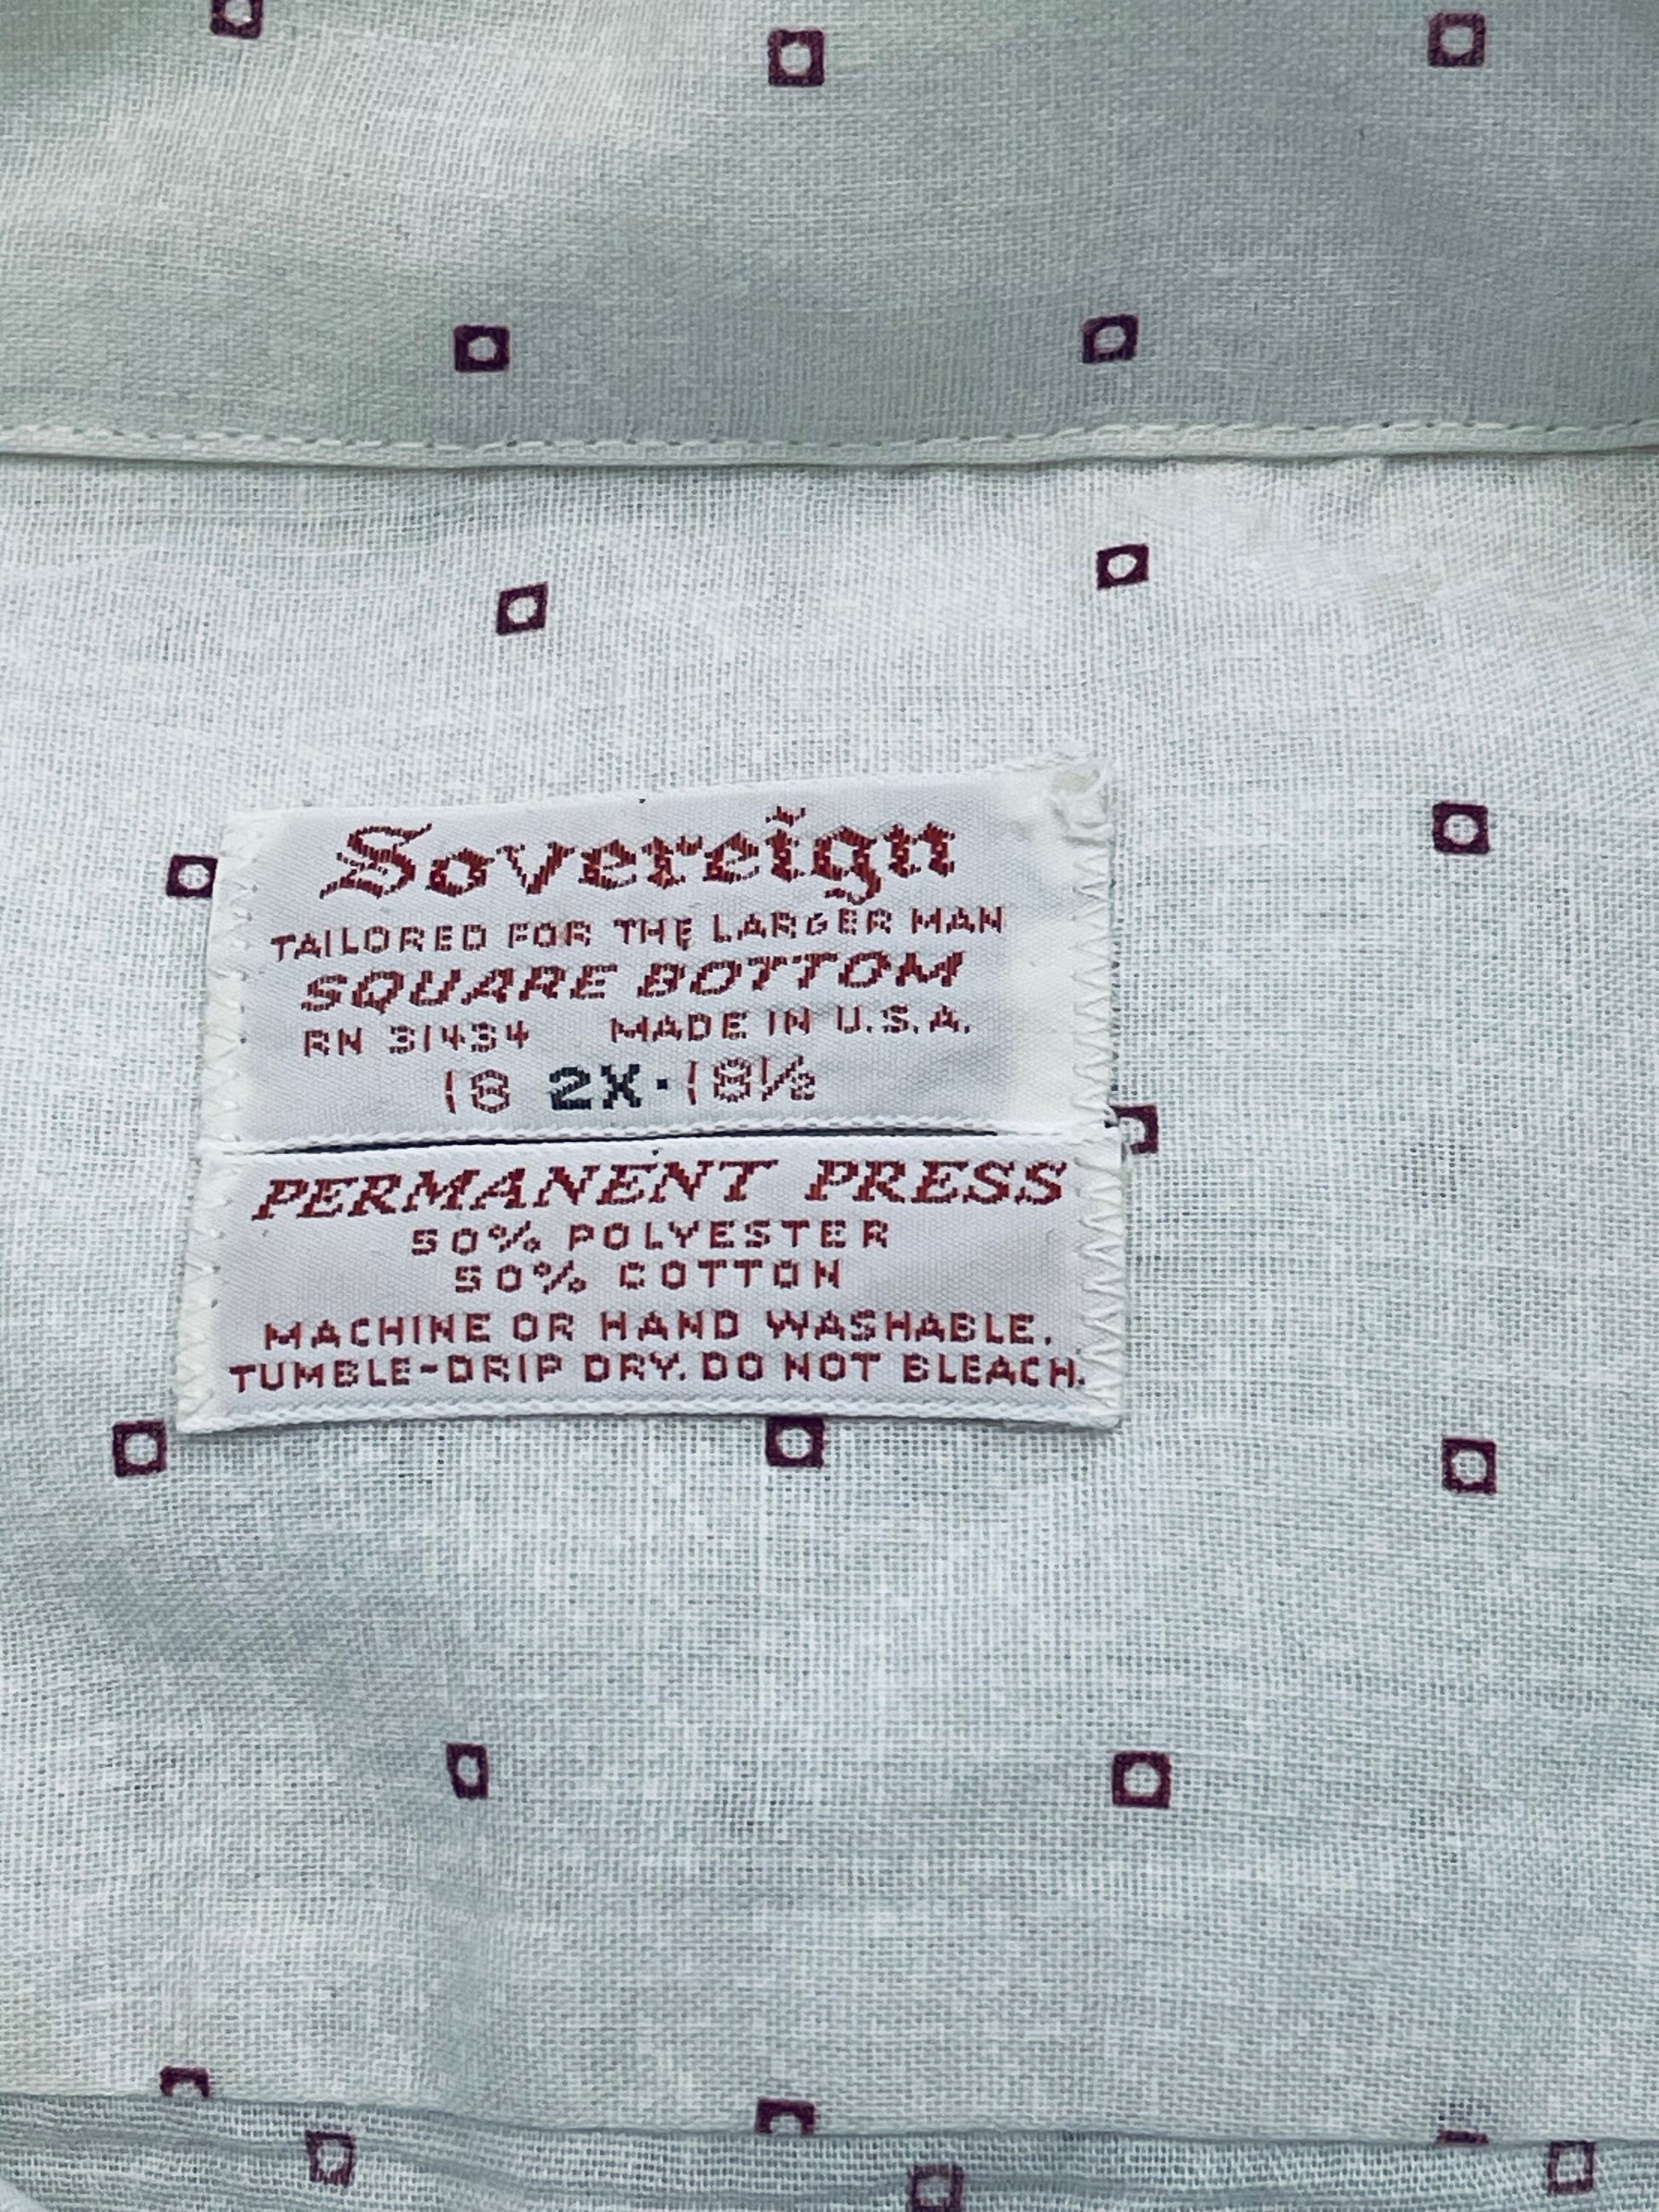 Sovereign
TAILORED FOR THE LARGER MAN
SQUARE BOTTOM
RN 31434 MADE IN U.S.A.
18 2X·18½
PERMANENT PRESS
50% POLYESTER
50% COTTON
MACHINE OR HAND WASHABLE.
TUMBLE-DRIP DRY. DO NOT BLEACH.